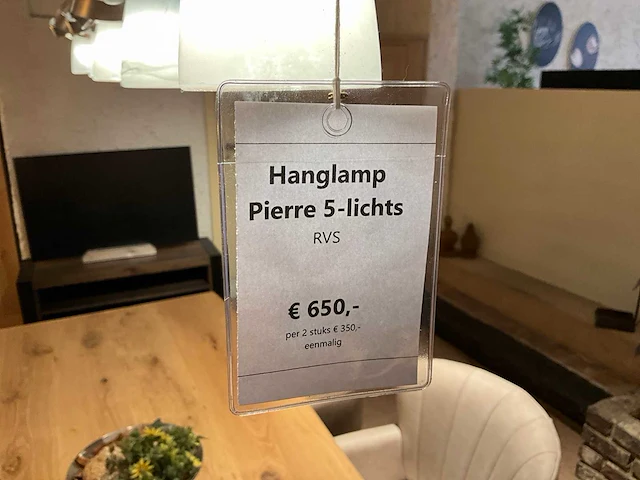 Hanglamp
Pierre 5-lichts
RVS
€ 650,-
per 2 stuks € 350,-
eenmalig